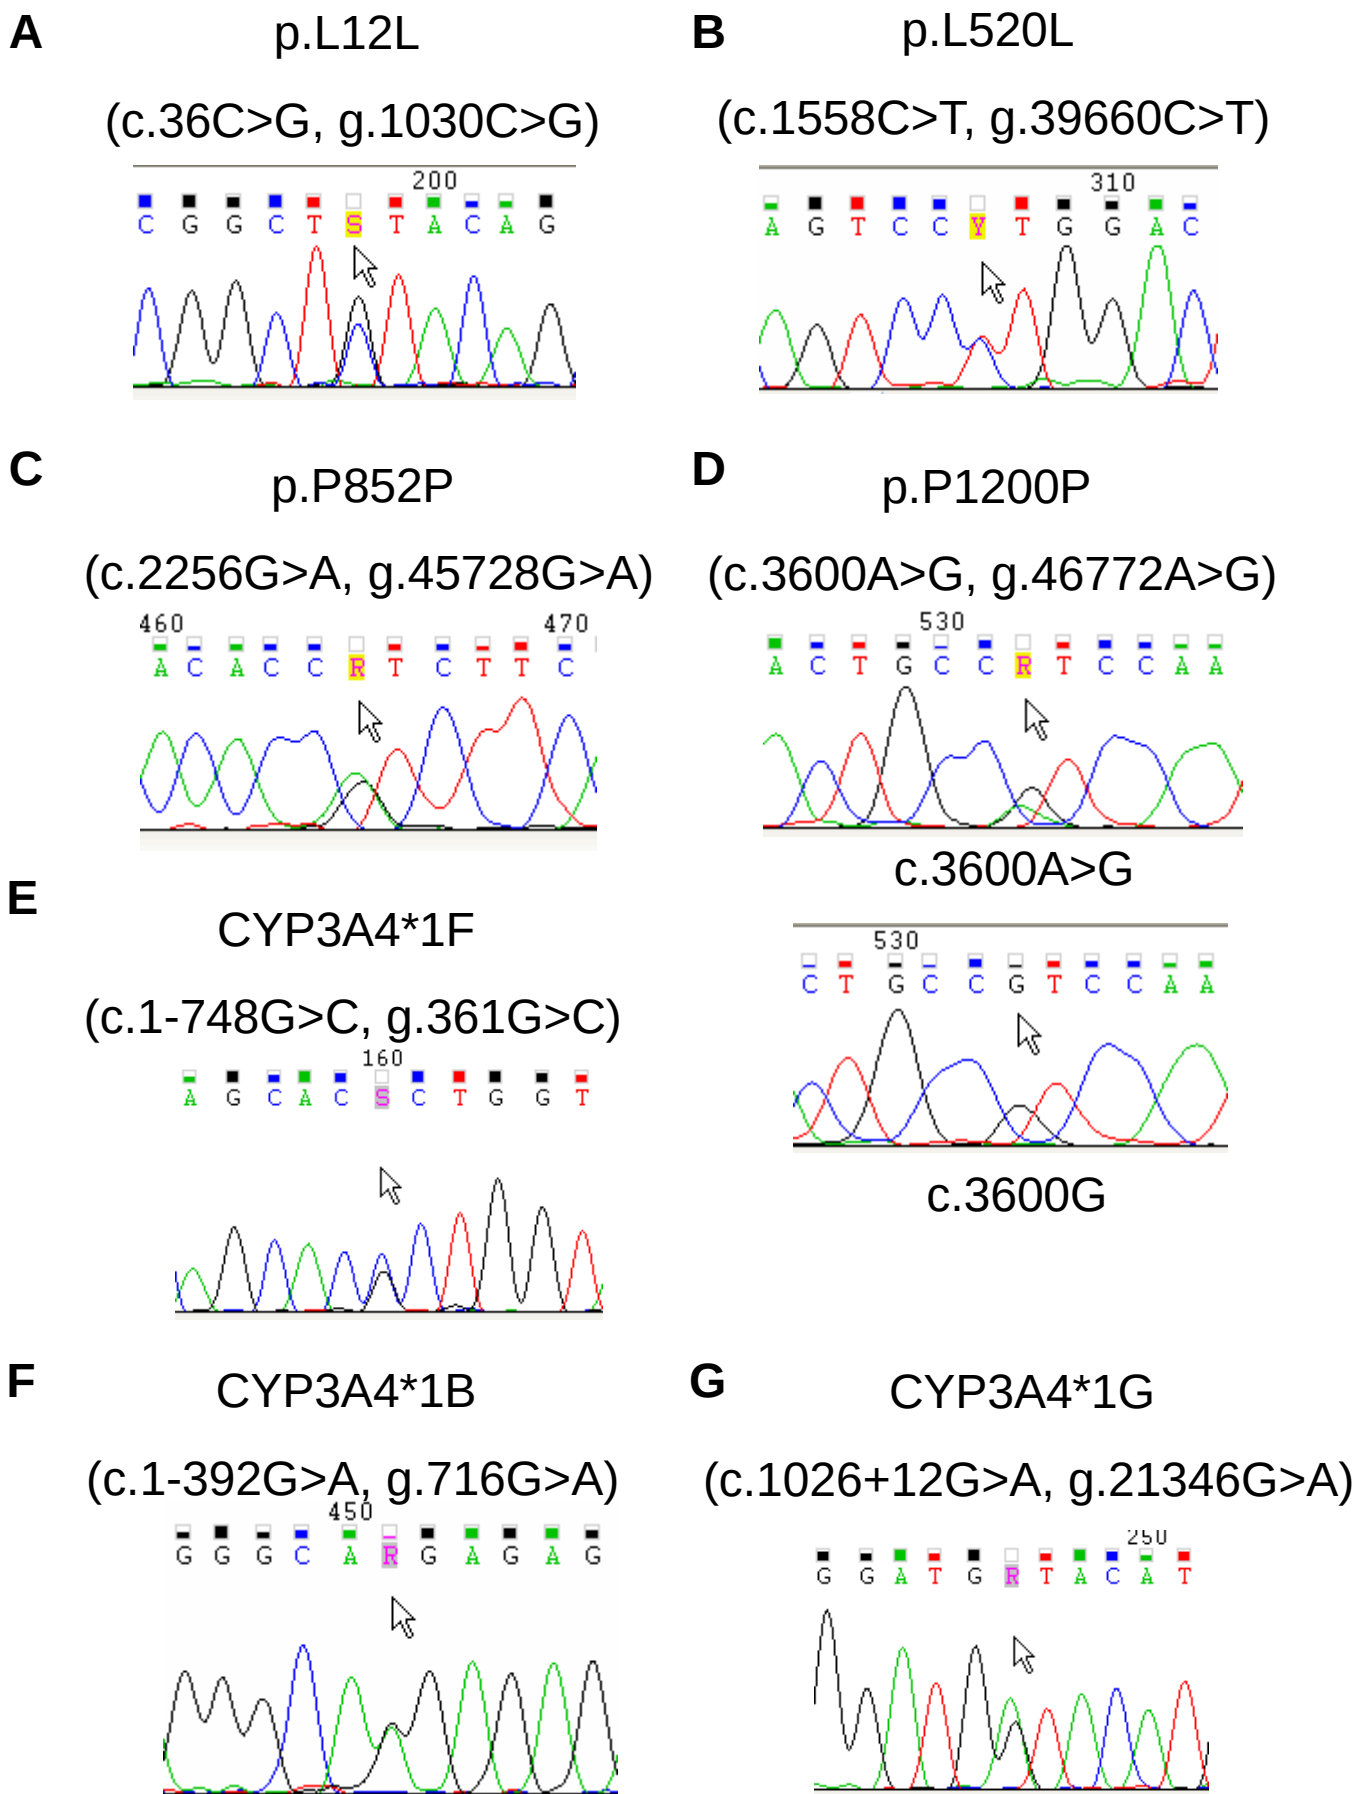 A
p.L12L
(c.36C>G, g.1030C>G)
200
C G G C T S T A C A G
B
p.L520L
(c.1558C>T, g.39660C>T)
310
A G T C C Y T G G A C
C
p.P852P
(c.2256G>A, g.45728G>A)
460 470
A C A C C R T C T T C
D
p.P1200P
(c.3600A>G, g.46772A>G)
530
A C T G C C R T C C A A
c.3600A>G
530
C T G C C G T C C A A
c.3600G
E
CYP3A4*1F
(c.1-748G>C, g.361G>C)
160
A G C A C S C T G G T
F
CYP3A4*1B
(c.1-392G>A, g.716G>A)
450
G G G C A R G A G A G
G
CYP3A4*1G
(c.1026+12G>A, g.21346G>A)
250
G G A T G R T A C A T